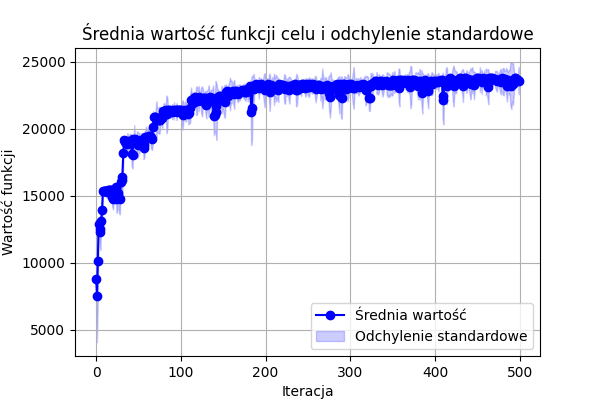 Średnia wartość funkcji celu i odchylenie standardowe
25000
20000
15000
10000
5000
Wartość funkcji
0 100 200 300 400 500
Iteracja
Średnia wartość
Odchylenie standardowe